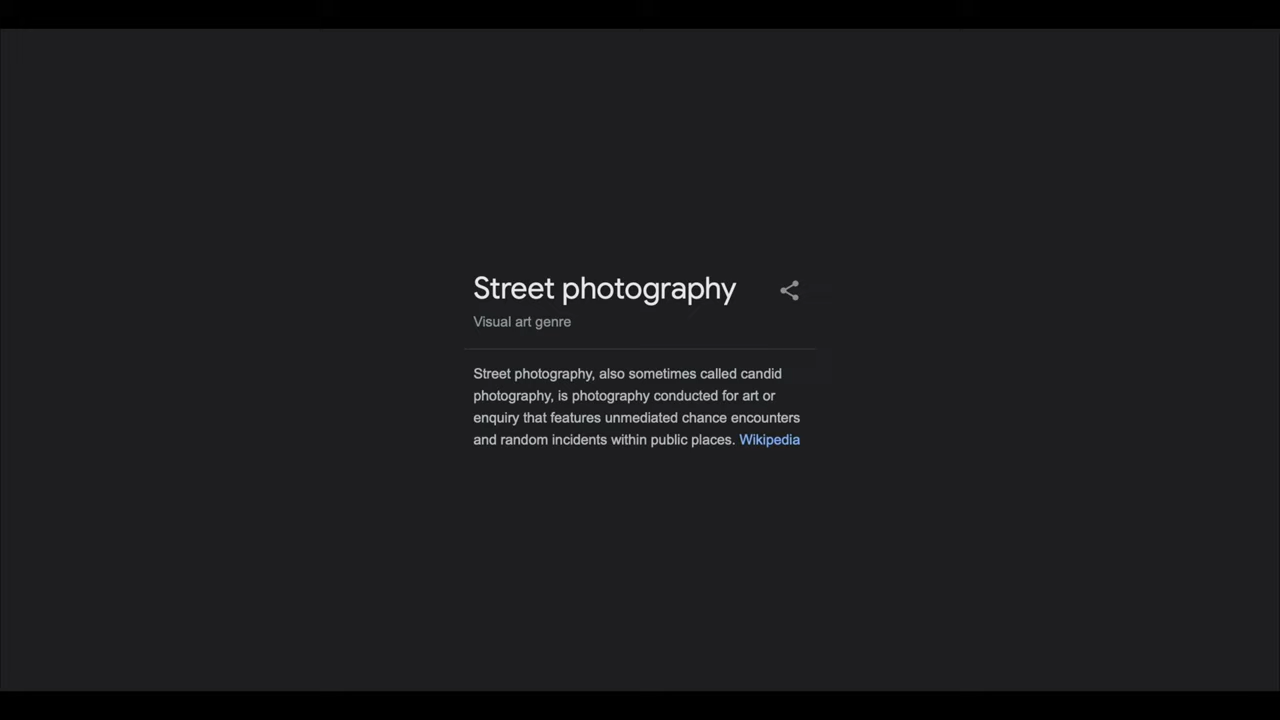 Street photography
Visual art genre
Street photography, also sometimes called candid
photography, is photography conducted for art or
enquiry that features unmediated chance encounters
and random incidents within public places. Wikipedia